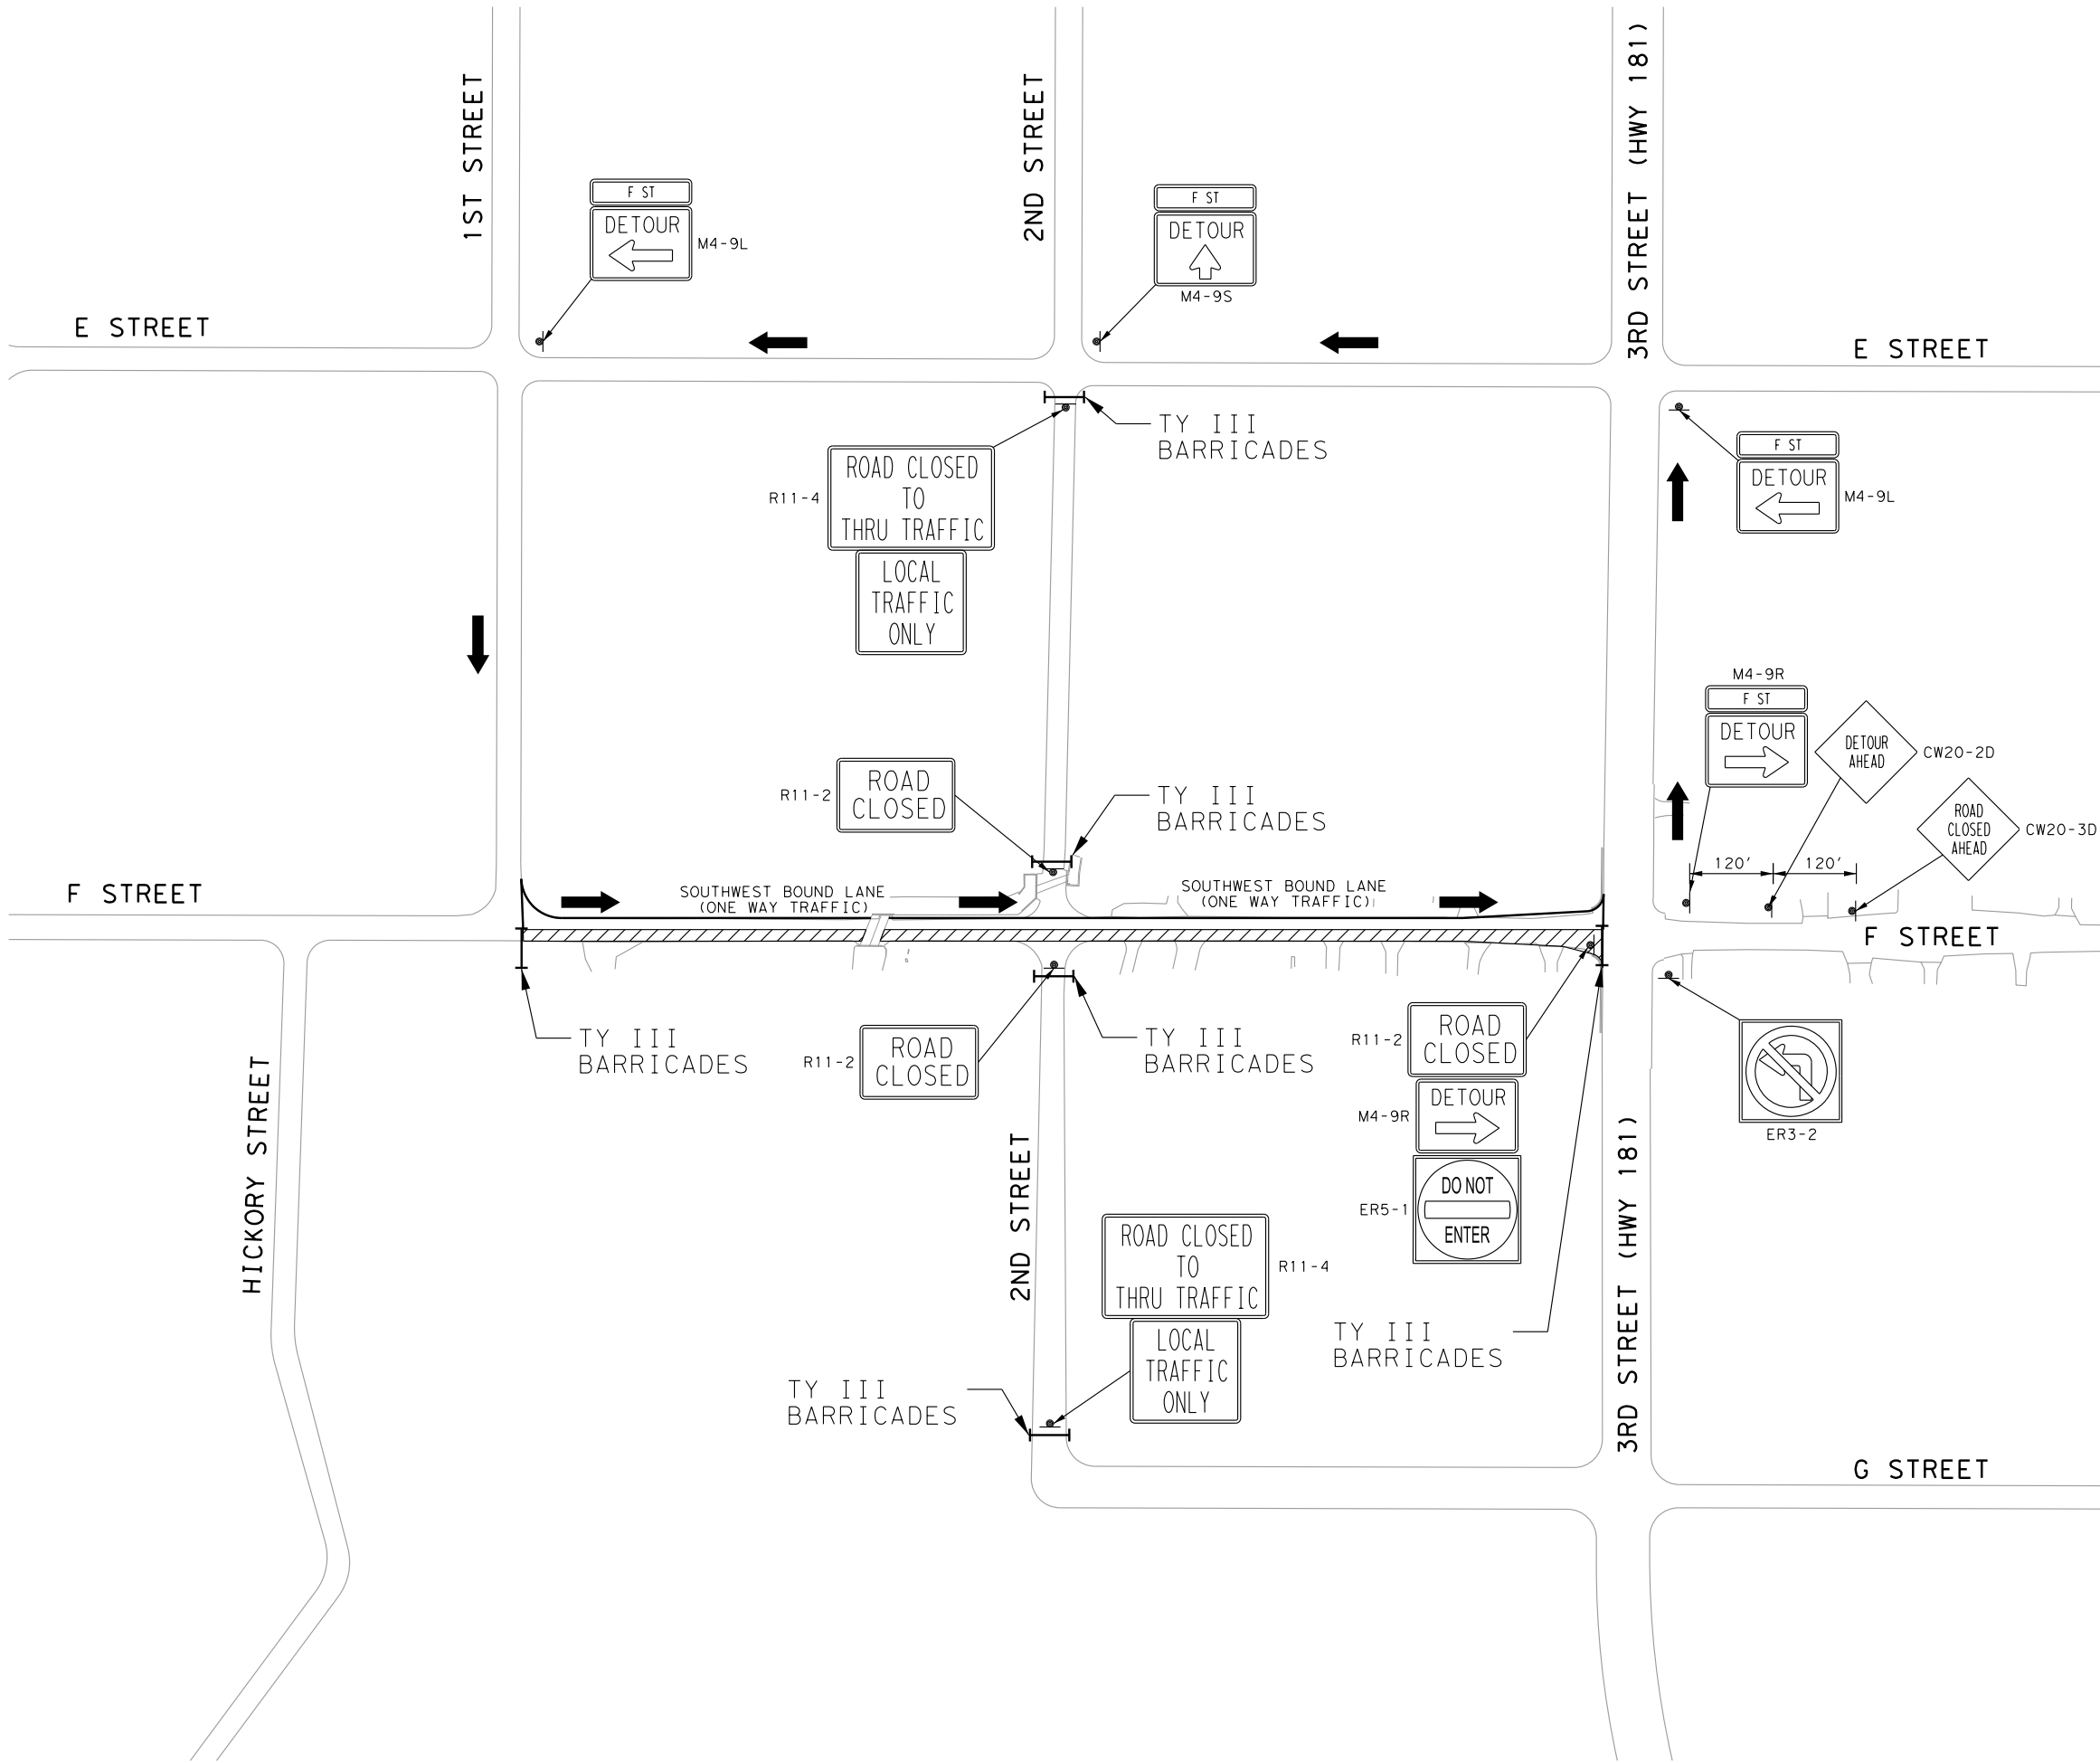 1ST STREET
2ND STREET
3RD STREET (HWY 181)
F ST
DETOUR
M4-9L
F ST
DETOUR
M4-9S
E STREET
E STREET
TY III
BARRICADES
ROAD CLOSED
TO
THRU TRAFFIC
R11-4
LOCAL
TRAFFIC
ONLY
F ST
DETOUR
M4-9L
M4-9R
F ST
DETOUR
DETOUR
AHEAD
CW20-2D
ROAD
CLOSED
AHEAD
CW20-3D
120'
120'
ROAD
CLOSED
R11-2
TY III
BARRICADES
F STREET
SOUTHWEST BOUND LANE
(ONE WAY TRAFFIC)
SOUTHWEST BOUND LANE
(ONE WAY TRAFFIC)
F STREET
TY III
BARRICADES
ROAD
CLOSED
R11-2
TY III
BARRICADES
ROAD
CLOSED
R11-2
DETOUR
M4-9R
DO NOT
ENTER
ER5-1
ER3-2
HICKORY STREET
2ND STREET
3RD STREET (HWY 181)
ROAD CLOSED
TO
THRU TRAFFIC
R11-4
LOCAL
TRAFFIC
ONLY
TY III
BARRICADES
TY III
BARRICADES
G STREET